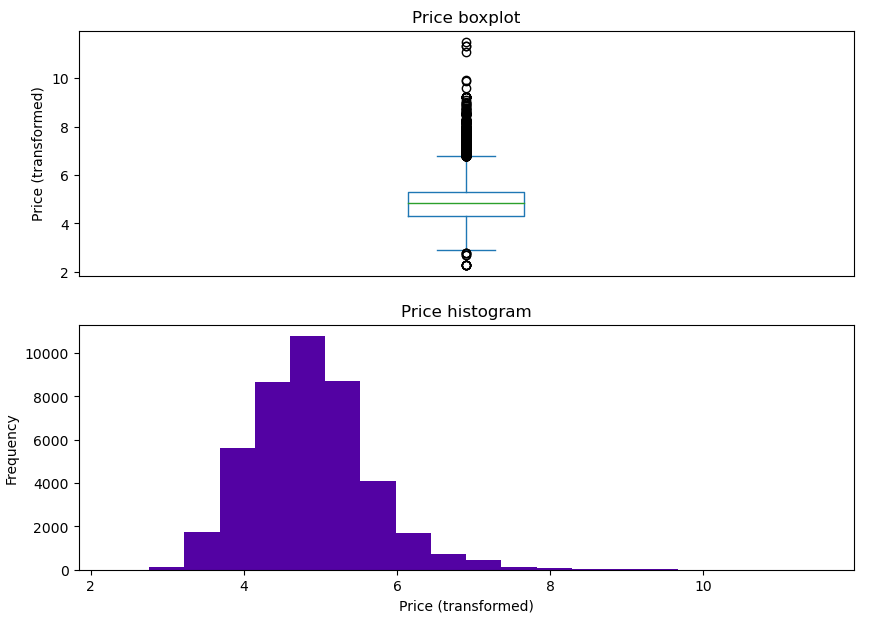 Price boxplot
Price (transformed)
10
8
6
4
2
Price histogram
Frequency
10000
8000
6000
4000
2000
0
2 4 6 8 10
Price (transformed)